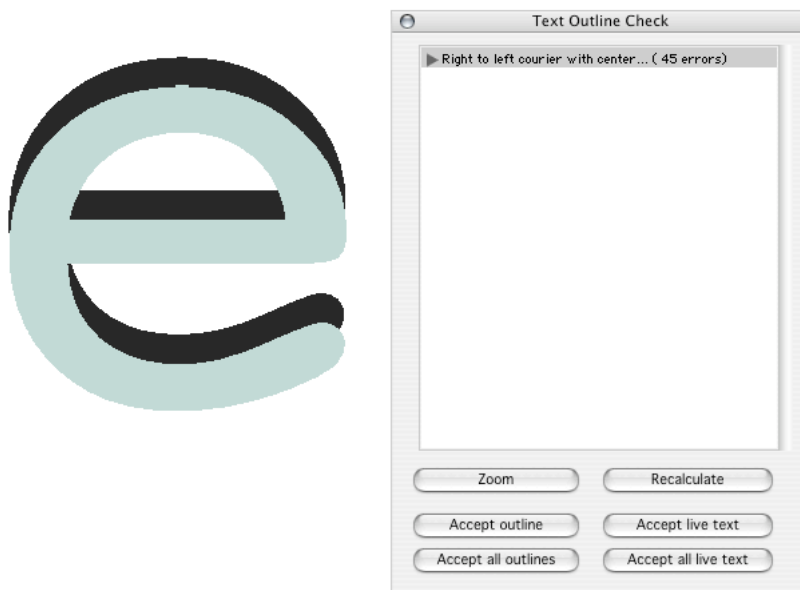 e
Text Outline Check
Right to left courier with center... ( 45 errors)
Zoom
Recalculate
Accept outline
Accept live text
Accept all outlines
Accept all live text